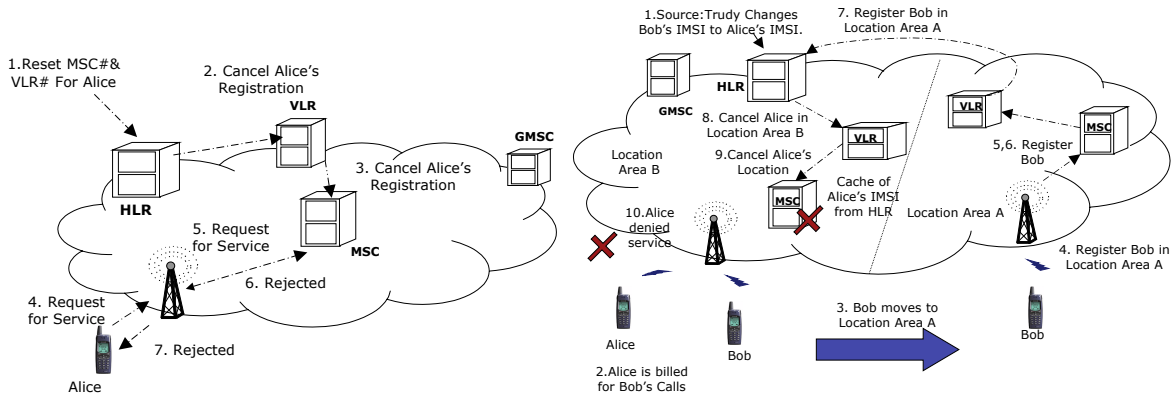 1.Reset MSC#&
VLR# For Alice
2. Cancel Alice's
Registration
VLR
GMSC
3. Cancel Alice's
Registration
HLR
5. Request
for Service
MSC
6. Rejected
4. Request
for Service
7. Rejected
Alice
1.Source:Trudy Changes
Bob's IMSI to Alice's IMSI.
7. Register Bob in
Location Area A
HLR
GMSC
VLR
MSC
8. Cancel Alice in
Location Area B
VLR
5,6. Register
Bob
Location
Area B
9.Cancel Alice's
Location
Cache of
Alice's IMSI
from HLR
MSC
Location Area A
10.Alice
denied
service
4. Register Bob in
Location Area A
3. Bob moves to
Location Area A
Alice
Bob
Bob
2.Alice is billed
for Bob's Calls